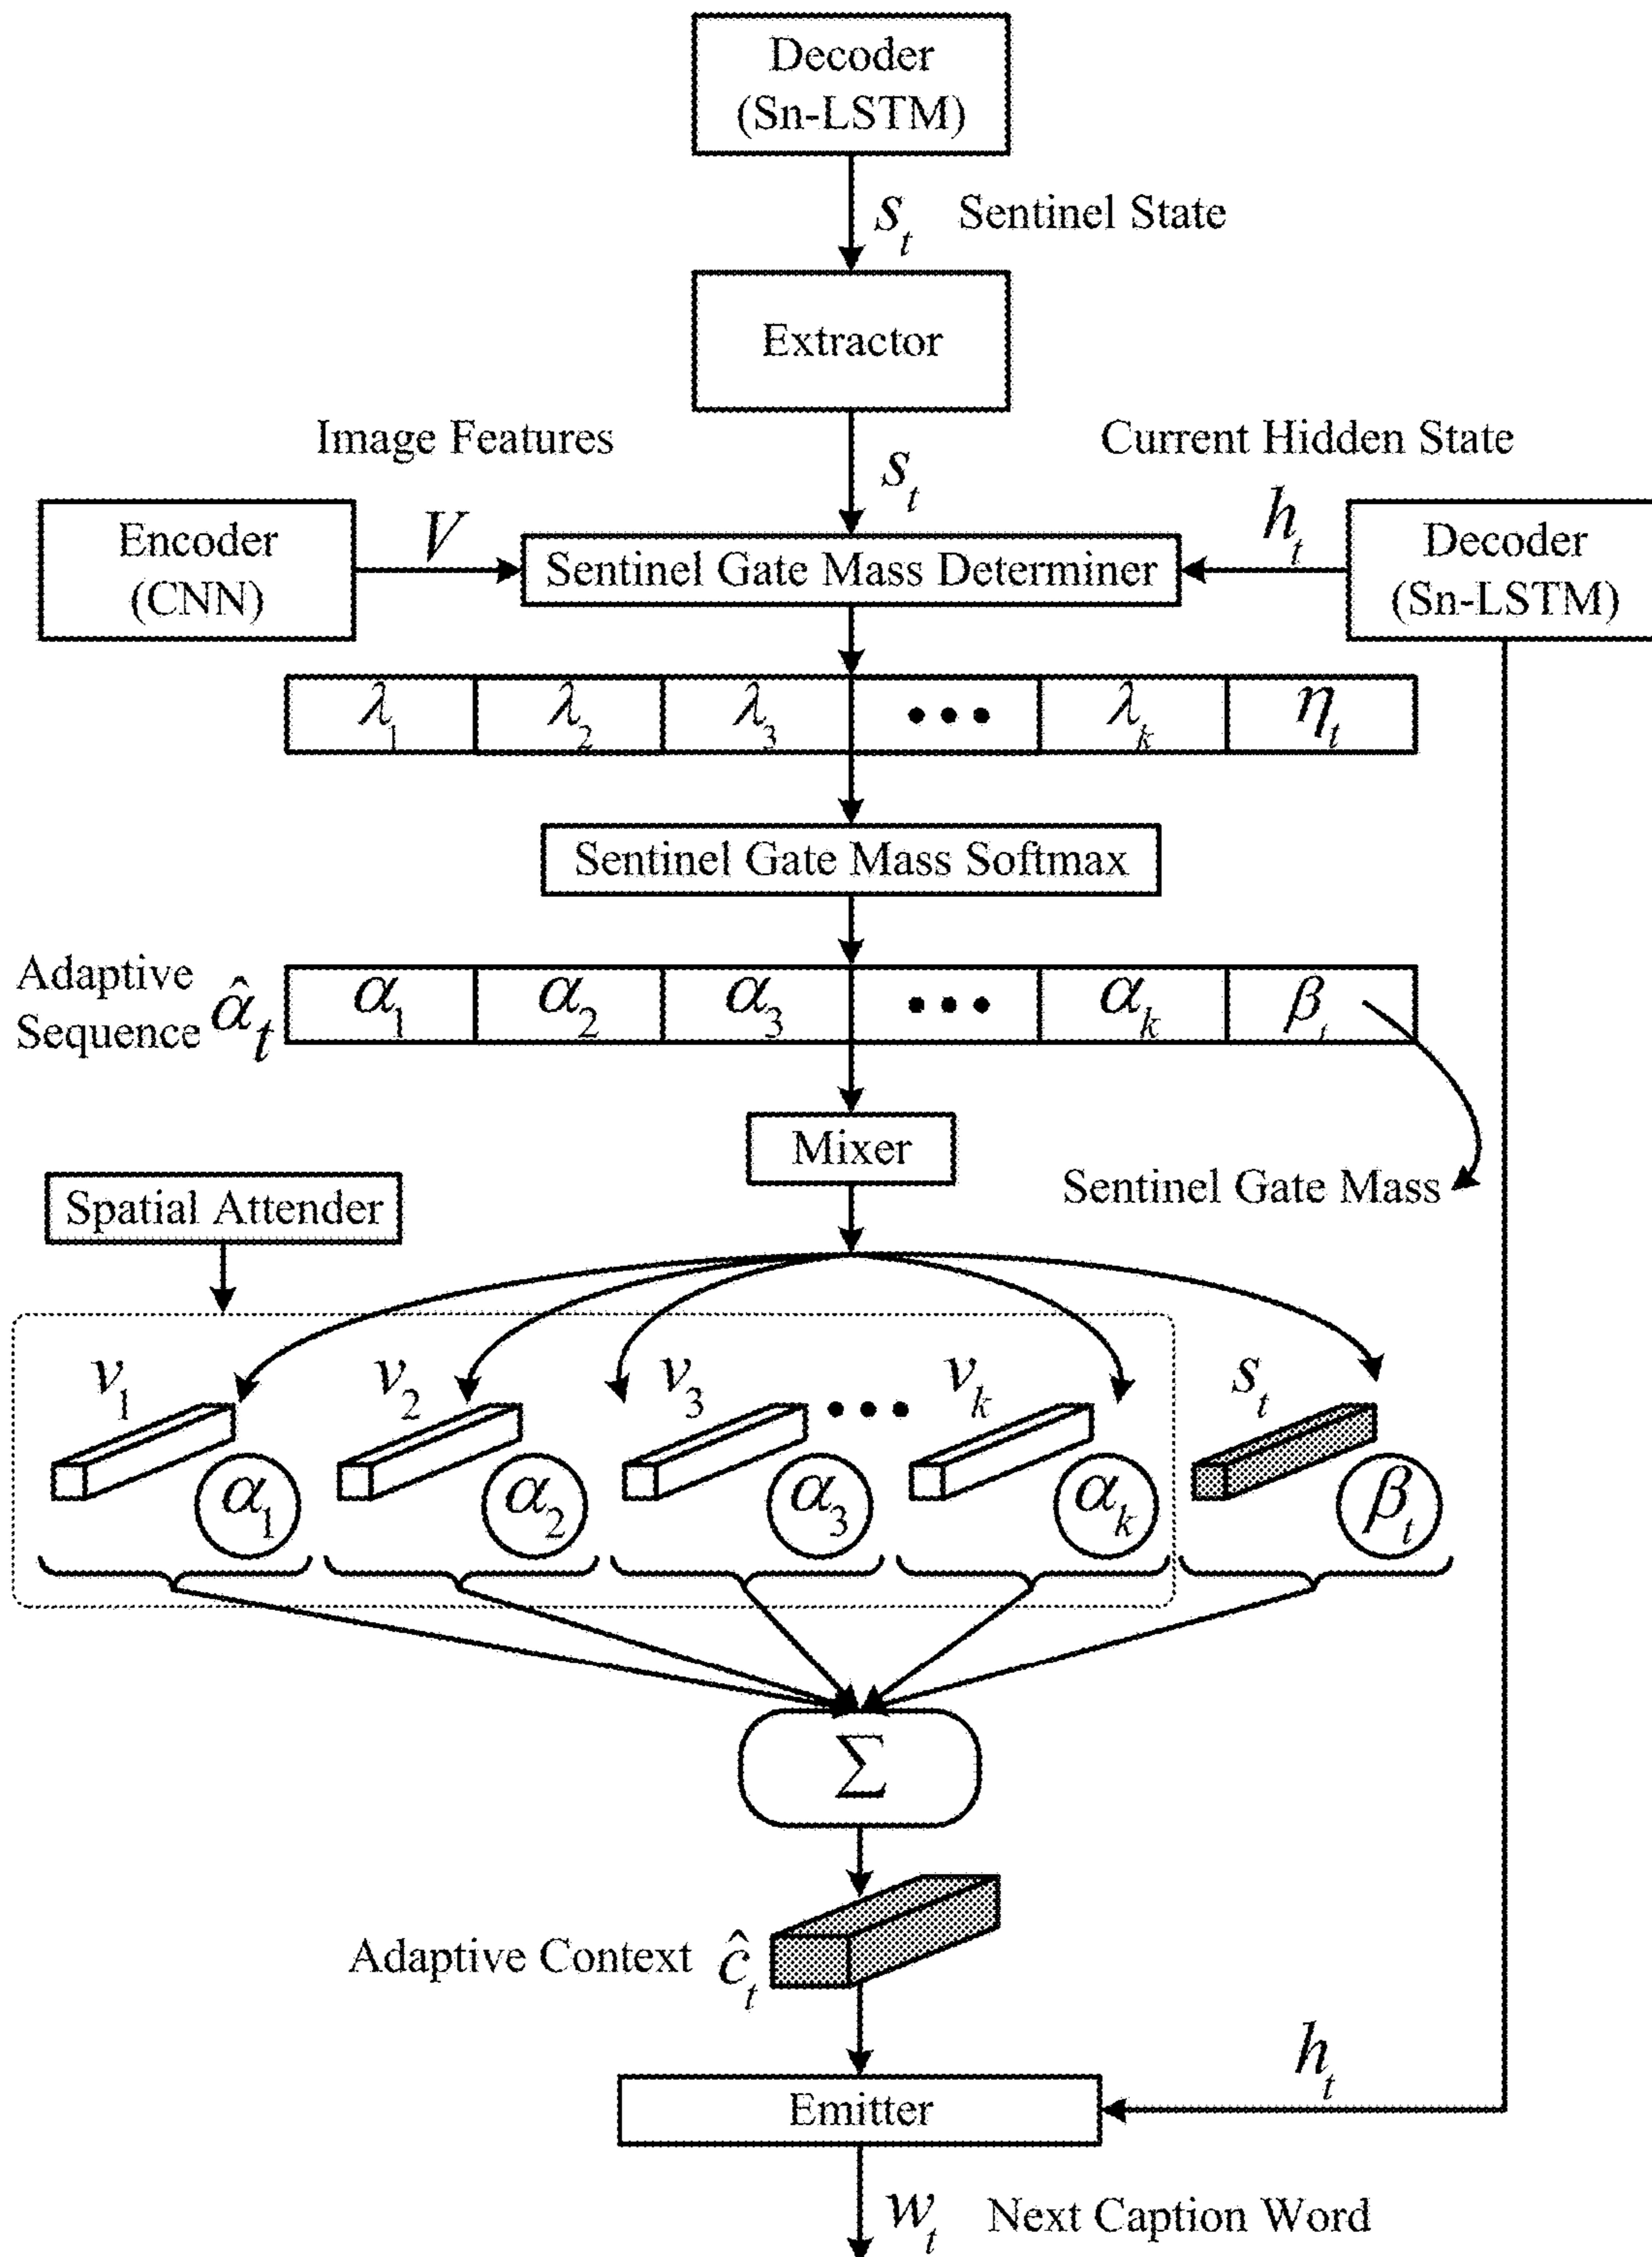 Decoder
(Sn-LSTM)
s_t Sentinel State
Extractor
Image Features
s_t
Current Hidden State
Encoder
(CNN)
V
Sentinel Gate Mass Determiner
h_t
Decoder
(Sn-LSTM)
λ_1 λ_2 λ_3 ••• λ_k η_t
Sentinel Gate Mass Softmax
Adaptive
Sequence α̂_t
α_1 α_2 α_3 ••• α_k β_t
Mixer
Sentinel Gate Mass
Spatial Attender
v_1 v_2 v_3 ••• v_k s_t
α_1 α_2 α_3 α_k β_t
Σ
Adaptive Context ĉ_t
h_t
Emitter
w_t Next Caption Word